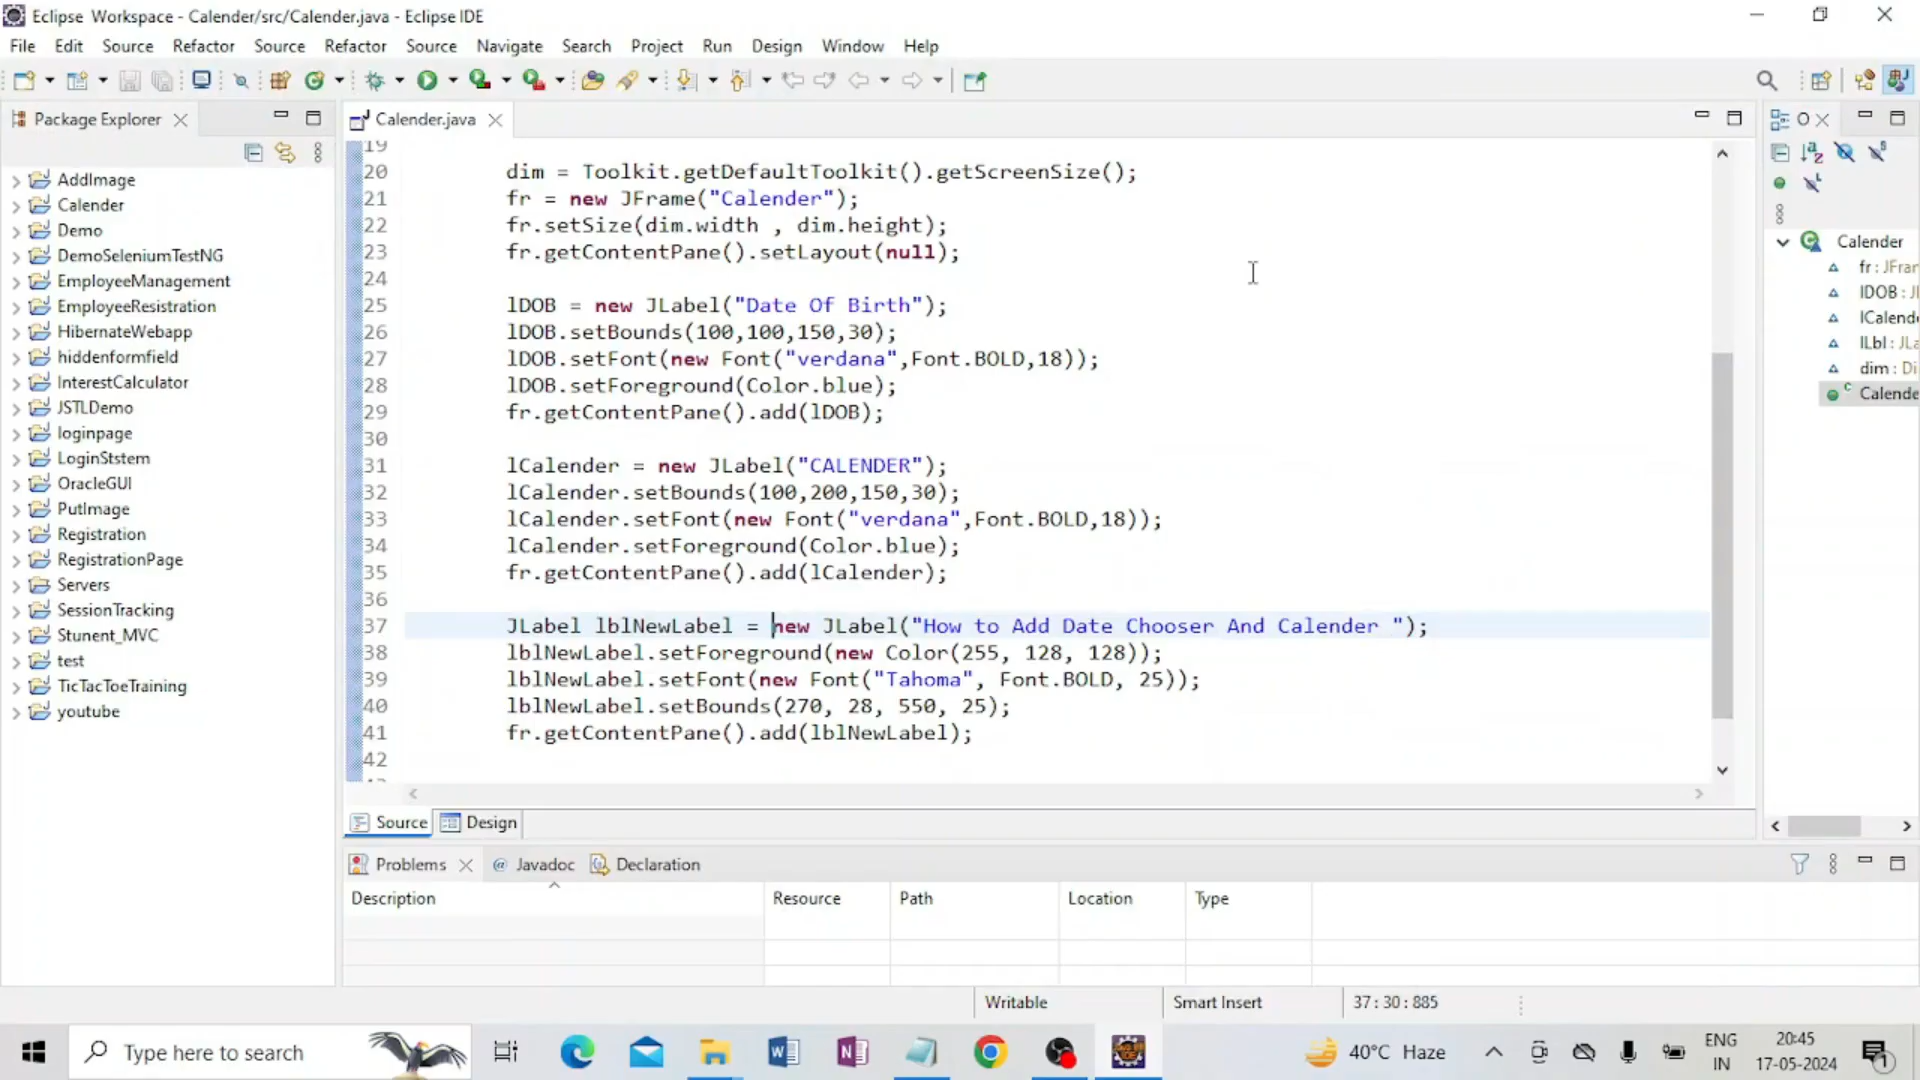 Eclipse Workspace - Calender/src/Calender.java - Eclipse IDE
File Edit Source Refactor Source Refactor Source Navigate Search Project Run Design Window Help
Package Explorer
Calender.java
AddImage
Calender
Demo
DemoSeleniumTestNG
EmployeeManagement
EmployeeResistration
HibernateWebapp
hiddenformfield
InterestCalculator
JSTLDemo
loginpage
LoginStstem
OracleGUI
PutImage
Registration
RegistrationPage
Servers
SessionTracking
Stunent_MVC
test
TicTacToeTraining
youtube
19
20 dim = Toolkit.getDefaultToolkit().getScreenSize();
21 fr = new JFrame("Calender");
22 fr.setSize(dim.width , dim.height);
23 fr.getContentPane().setLayout(null);
24
25 lDOB = new JLabel("Date Of Birth");
26 lDOB.setBounds(100,100,150,30);
27 lDOB.setFont(new Font("verdana",Font.BOLD,18));
28 lDOB.setForeground(Color.blue);
29 fr.getContentPane().add(lDOB);
30
31 lCalender = new JLabel("CALENDER");
32 lCalender.setBounds(100,200,150,30);
33 lCalender.setFont(new Font("verdana",Font.BOLD,18));
34 lCalender.setForeground(Color.blue);
35 fr.getContentPane().add(lCalender);
36
37 JLabel lblNewLabel = new JLabel("How to Add Date Chooser And Calender ");
38 lblNewLabel.setForeground(new Color(255, 128, 128));
39 lblNewLabel.setFont(new Font("Tahoma", Font.BOLD, 25));
40 lblNewLabel.setBounds(270, 28, 550, 25);
41 fr.getContentPane().add(lblNewLabel);
42
Source Design
O
Calender
fr : JFrar
lDOB : J
lCalende
lLbl : JLa
dim : Di
Calende
Problems Javadoc Declaration
Description Resource Path Location Type
Writable Smart Insert 37 : 30 : 885
Type here to search
40°C Haze
ENG
IN
20:45
17-05-2024
1